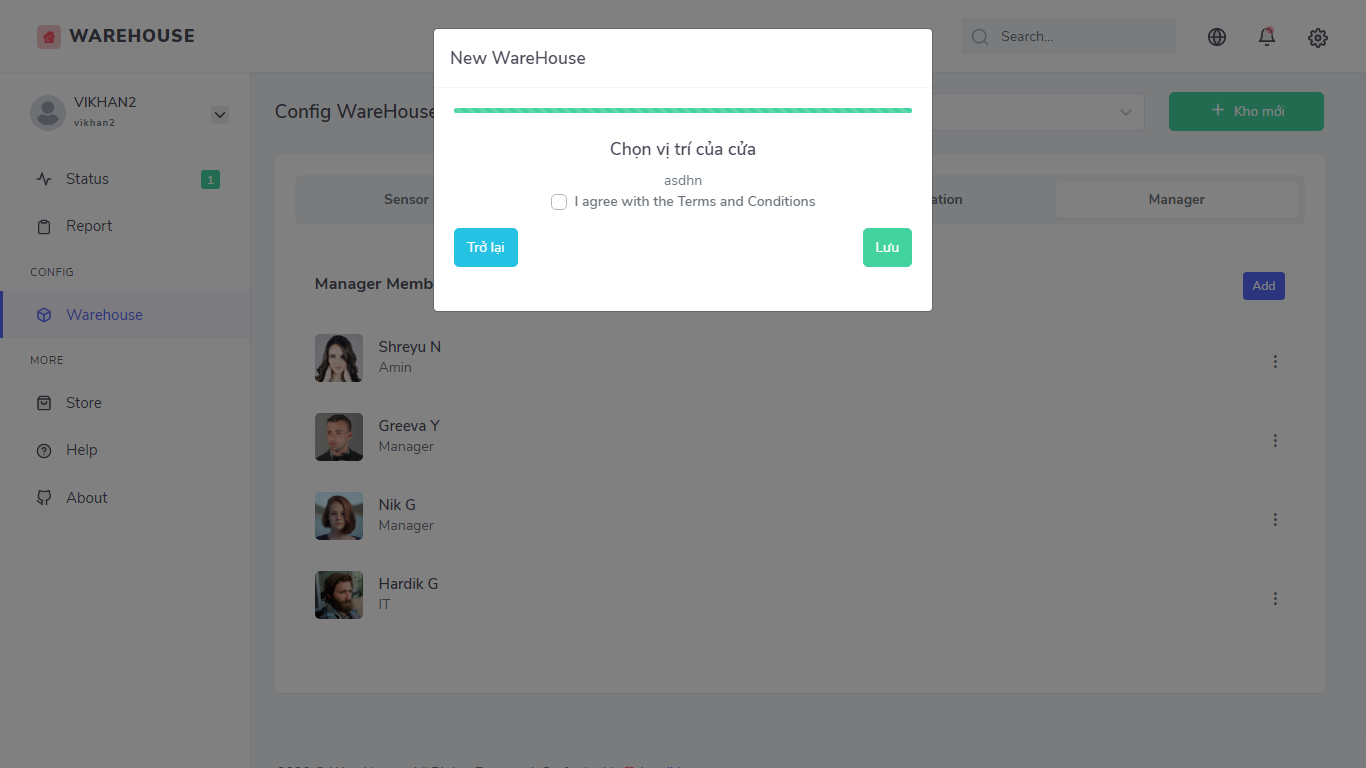 WAREHOUSE
Search...
New WareHouse
VIKHAN2
vikhan2
Config WareHouse
Kho mới
Chọn vị trí của cửa
asdhn
I agree with the Terms and Conditions
Trở lại
Lưu
Status
1
Report
CONFIG
Warehouse
MORE
Store
Help
About
Sensor
ation
Manager
Manager Memb
Add
Shreyu N
Amin
Greeva Y
Manager
Nik G
Manager
Hardik G
IT